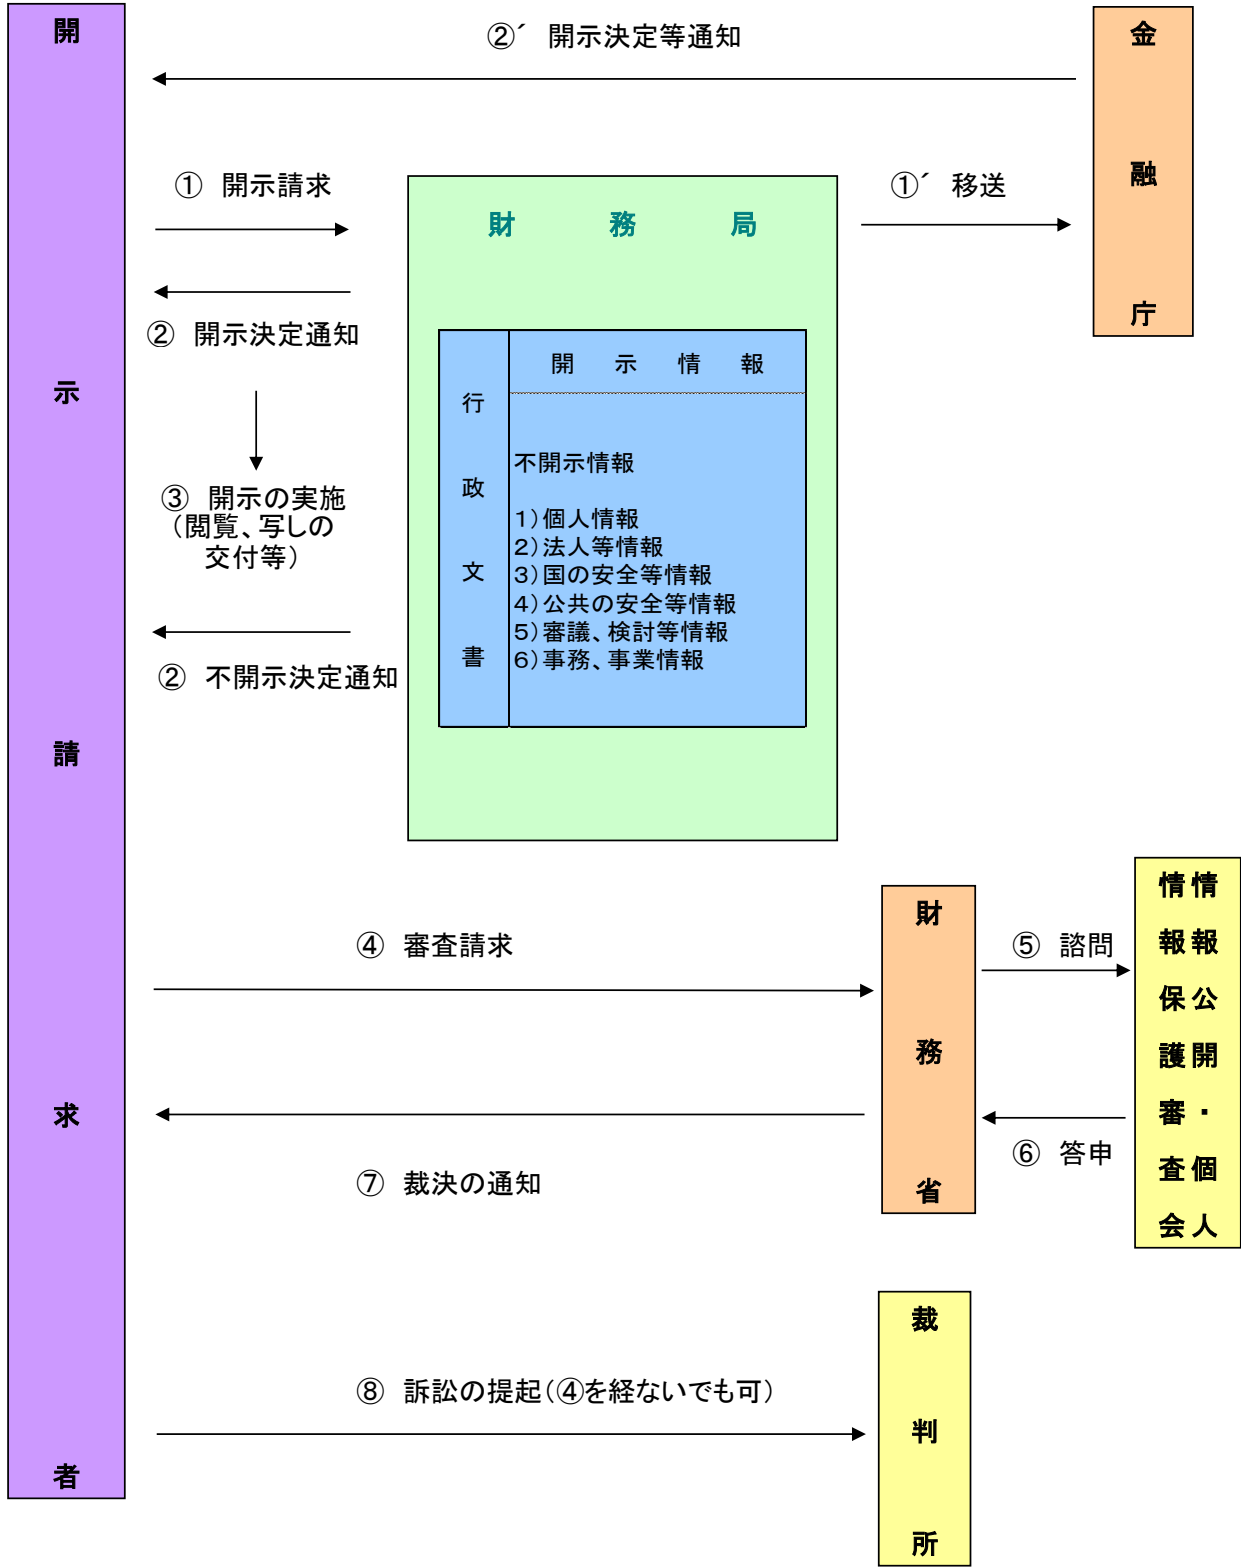 開示請求者
②´ 開示決定等通知
金融庁
① 開示請求
①´ 移送
財務局
② 開示決定通知
行政文書
開示情報
不開示情報
1)個人情報
2)法人等情報
3)国の安全等情報
4)公共の安全等情報
5)審議、検討等情報
6)事務、事業情報
③ 開示の実施
(閲覧、写しの
交付等)
② 不開示決定通知
④ 審査請求
財務省
⑤ 諮問
情報公開・個人
情報保護審査会
⑥ 答申
⑦ 裁決の通知
⑧ 訴訟の提起(④を経ないでも可)
裁判所